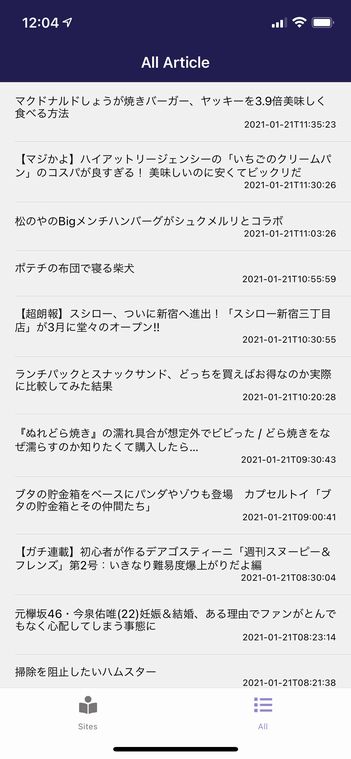 12:04
All Article
マクドナルドしょうが焼きバーガー、ヤッキーを3.9倍美味しく
食べる方法
2021-01-21T11:35:23
【マジかよ】ハイアットリージェンシーの「いちごのクリームパ
ン」のコスパが良すぎる！ 美味しいのに安くてビックリだ
2021-01-21T11:30:26
松のやのBigメンチハンバーグがシュクメルリとコラボ
2021-01-21T11:03:26
ポテチの布団で寝る柴犬
2021-01-21T10:55:59
【超朗報】スシロー、ついに新宿へ進出！「スシロー新宿三丁目
店」が3月に堂々のオープン!!
2021-01-21T10:30:55
ランチパックとスナックサンド、どっちを買えばお得なのか実際
に比較してみた結果
2021-01-21T10:20:28
『ぬれどら焼き』の濡れ具合が想定外でビビった / どら焼きをな
ぜ濡らすのか知りたくて購入したら...
2021-01-21T09:30:43
ブタの貯金箱をベースにパンダやゾウも登場　カプセルトイ「ブ
タの貯金箱とその仲間たち」
2021-01-21T09:00:41
【ガチ連載】初心者が作るデアゴスティーニ「週刊スヌーピー＆
フレンズ」第2号：いきなり難易度爆上がりだよ編
2021-01-21T08:30:04
元欅坂46・今泉佑唯(22)妊娠＆結婚、ある理由でファンがとんで
もなく心配してしまう事態に
2021-01-21T08:23:14
掃除を阻止したいハムスター
2021-01-21T08:21:38
Sites
All